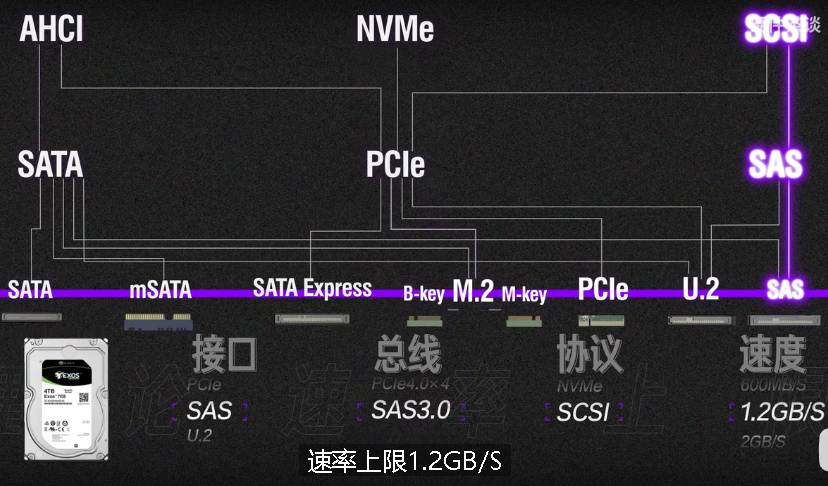 AHCI NVMe SCSI
SATA PCIe SAS
SATA mSATA SATA Express B-key M.2 M-key PCIe U.2 SAS
接口 总线 协议 速度
PCIe PCIe4.0×4 NVMe 600MB/S
SAS SAS3.0 SCSI 1.2GB/S
U.2 2GB/S
EXOS
4TB
速率上限1.2GB/S